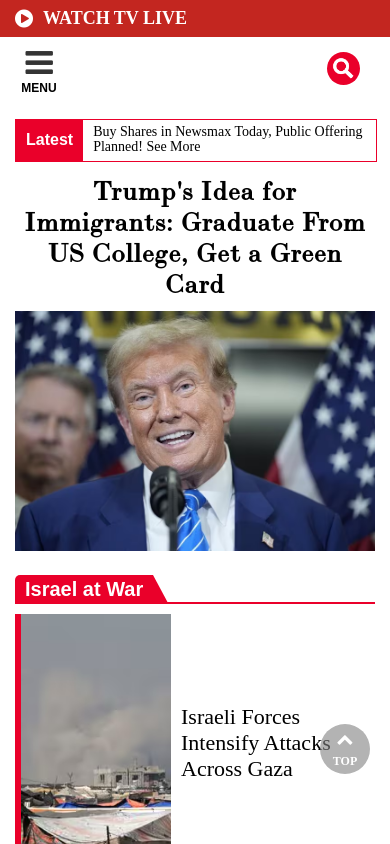 WATCH TV LIVE
MENU
Latest
Buy Shares in Newsmax Today, Public Offering
Planned! See More
Trump's Idea for
Immigrants: Graduate From
US College, Get a Green
Card
Israel at War
Israeli Forces
Intensify Attacks
Across Gaza
TOP